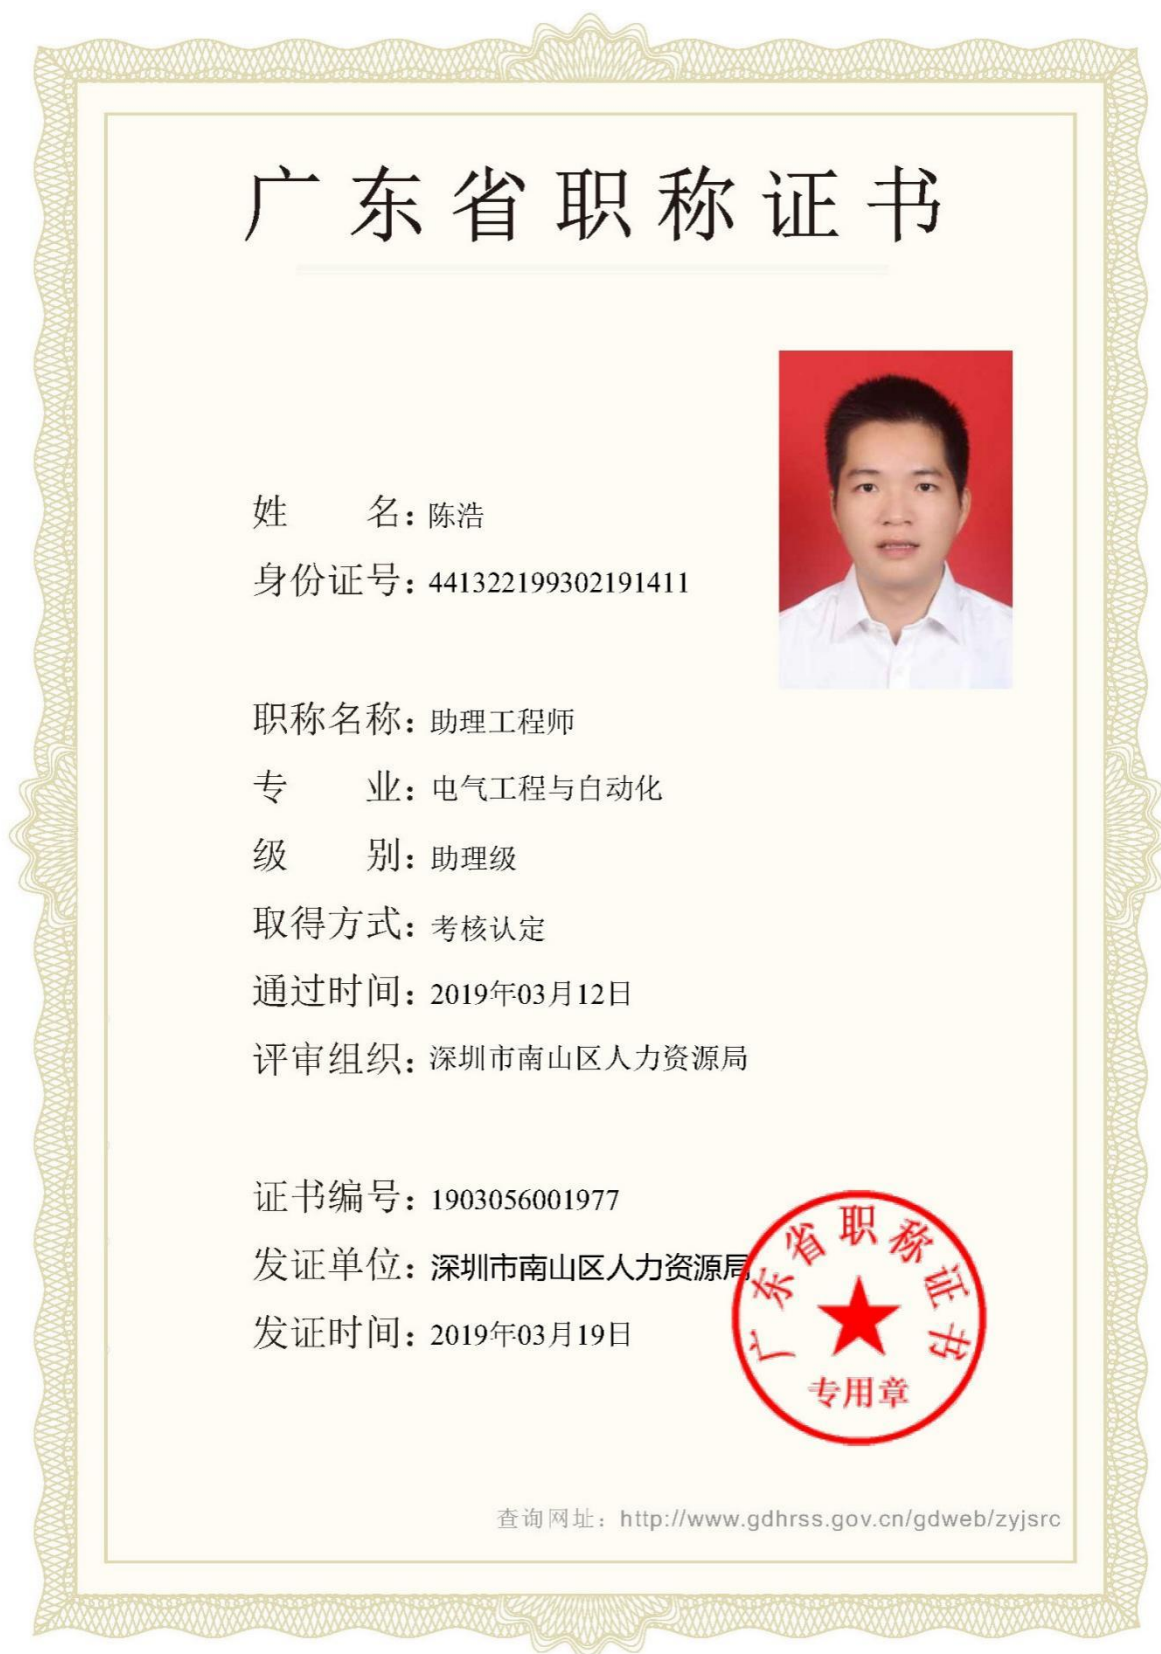 广东省职称证书
姓名：陈浩
身份证号：441322199302191411
职称名称：助理工程师
专业：电气工程与自动化
级别：助理级
取得方式：考核认定
通过时间：2019年03月12日
评审组织：深圳市南山区人力资源局
证书编号：1903056001977
发证单位：深圳市南山区人力资源局
发证时间：2019年03月19日
广东省职称证书
专用章
查询网址：http://www.gdhrss.gov.cn/gdweb/zyjsrc